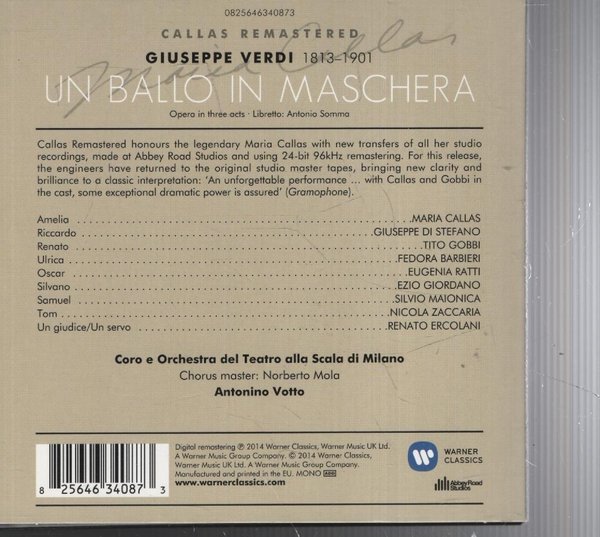 0825646340873
CALLAS REMASTERED
GIUSEPPE VERDI 1813–1901
Maria Callas
UN BALLO IN MASCHERA
Opera in three acts · Libretto: Antonio Somma
Callas Remastered honours the legendary Maria Callas with new transfers of all her studio
recordings, made at Abbey Road Studios and using 24-bit 96kHz remastering. For this release,
the engineers have returned to the original studio master tapes, bringing new clarity and
brilliance to a classic interpretation: ‘An unforgettable performance ... with Callas and Gobbi in
the cast, some exceptional dramatic power is assured’ (Gramophone).
Amelia MARIA CALLAS
Riccardo GIUSEPPE DI STEFANO
Renato TITO GOBBI
Ulrica FEDORA BARBIERI
Oscar EUGENIA RATTI
Silvano EZIO GIORDANO
Samuel SILVIO MAIONICA
Tom NICOLA ZACCARIA
Un giudice/Un servo RENATO ERCOLANI
Coro e Orchestra del Teatro alla Scala di Milano
Chorus master: Norberto Mola
Antonino Votto
Digital remastering ℗ 2014 Warner Classics, Warner Music UK Ltd.
A Warner Music Group Company. © 2014 Warner Classics,
Warner Music UK Ltd. A Warner Music Group Company.
Manufactured and printed in the EU. MONO ADD
www.warnerclassics.com
8 25646 34087 3
WARNER
CLASSICS
Abbey Road
Studios